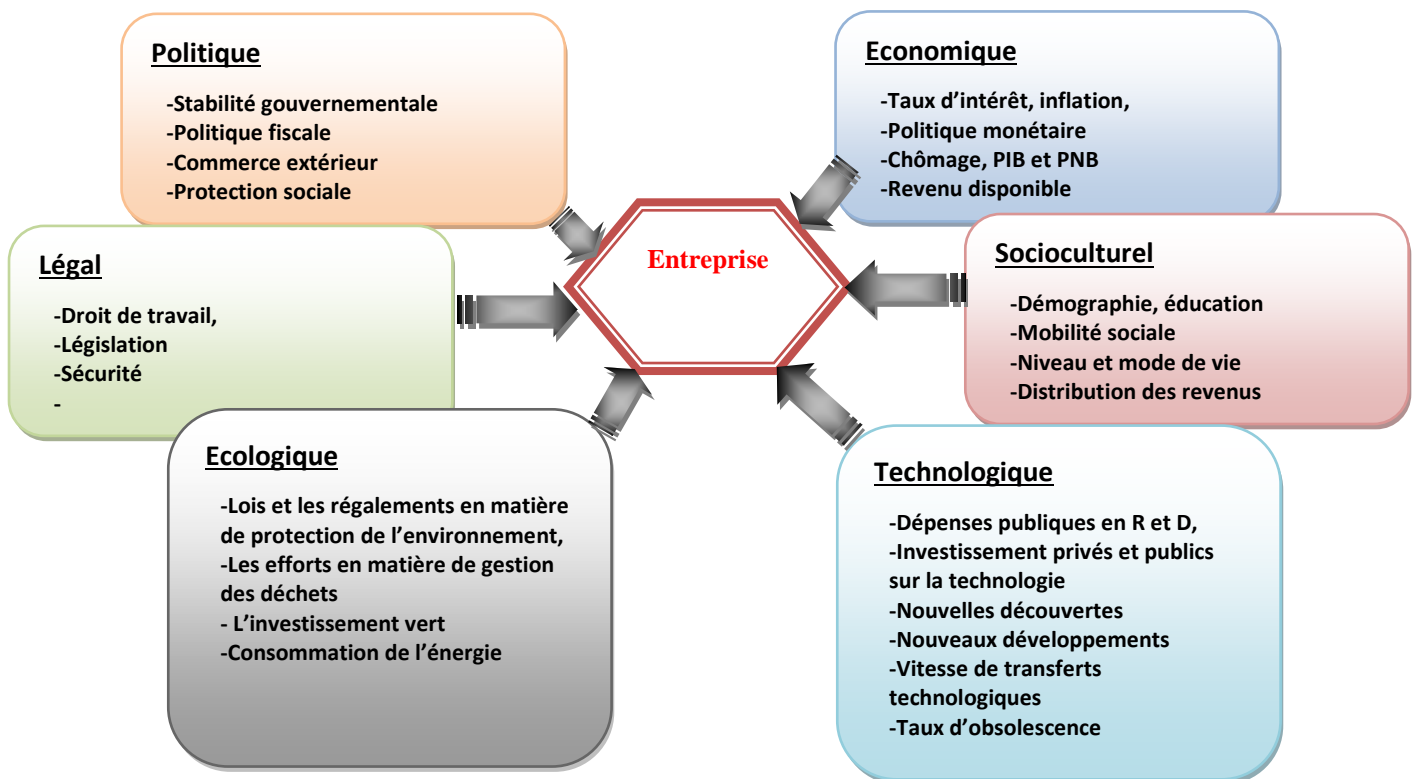 Politique
-Stabilité gouvernementale
-Politique fiscale
-Commerce extérieur
-Protection sociale
Economique
-Taux d’intérêt, inflation,
-Politique monétaire
-Chômage, PIB et PNB
-Revenu disponible
Légal
-Droit de travail,
-Législation
-Sécurité
-
Entreprise
Socioculturel
-Démographie, éducation
-Mobilité sociale
-Niveau et mode de vie
-Distribution des revenus
Ecologique
-Lois et les régalements en matière
de protection de l’environnement,
-Les efforts en matière de gestion
des déchets
- L’investissement vert
-Consommation de l’énergie
Technologique
-Dépenses publiques en R et D,
-Investissement privés et publics
sur la technologie
-Nouvelles découvertes
-Nouveaux développements
-Vitesse de transferts
technologiques
-Taux d’obsolescence